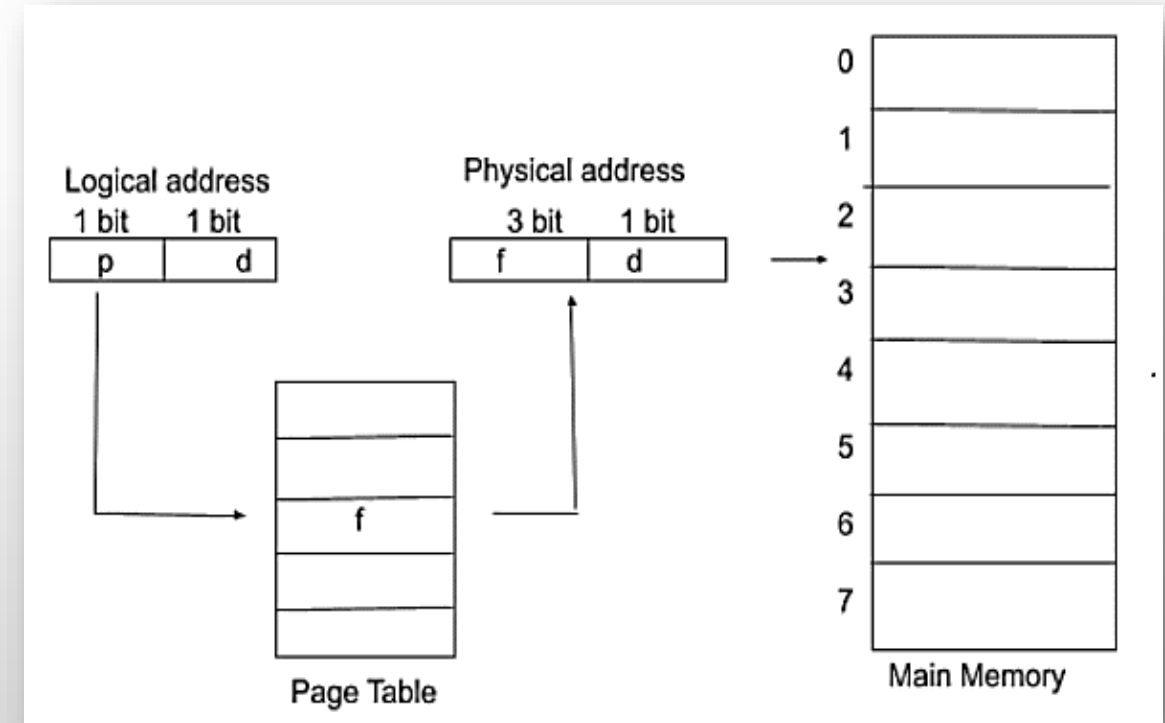 Logical address
1 bit 1 bit
p d
Physical address
3 bit 1 bit
f d
f
Page Table
0
1
2
3
4
5
6
7
Main Memory